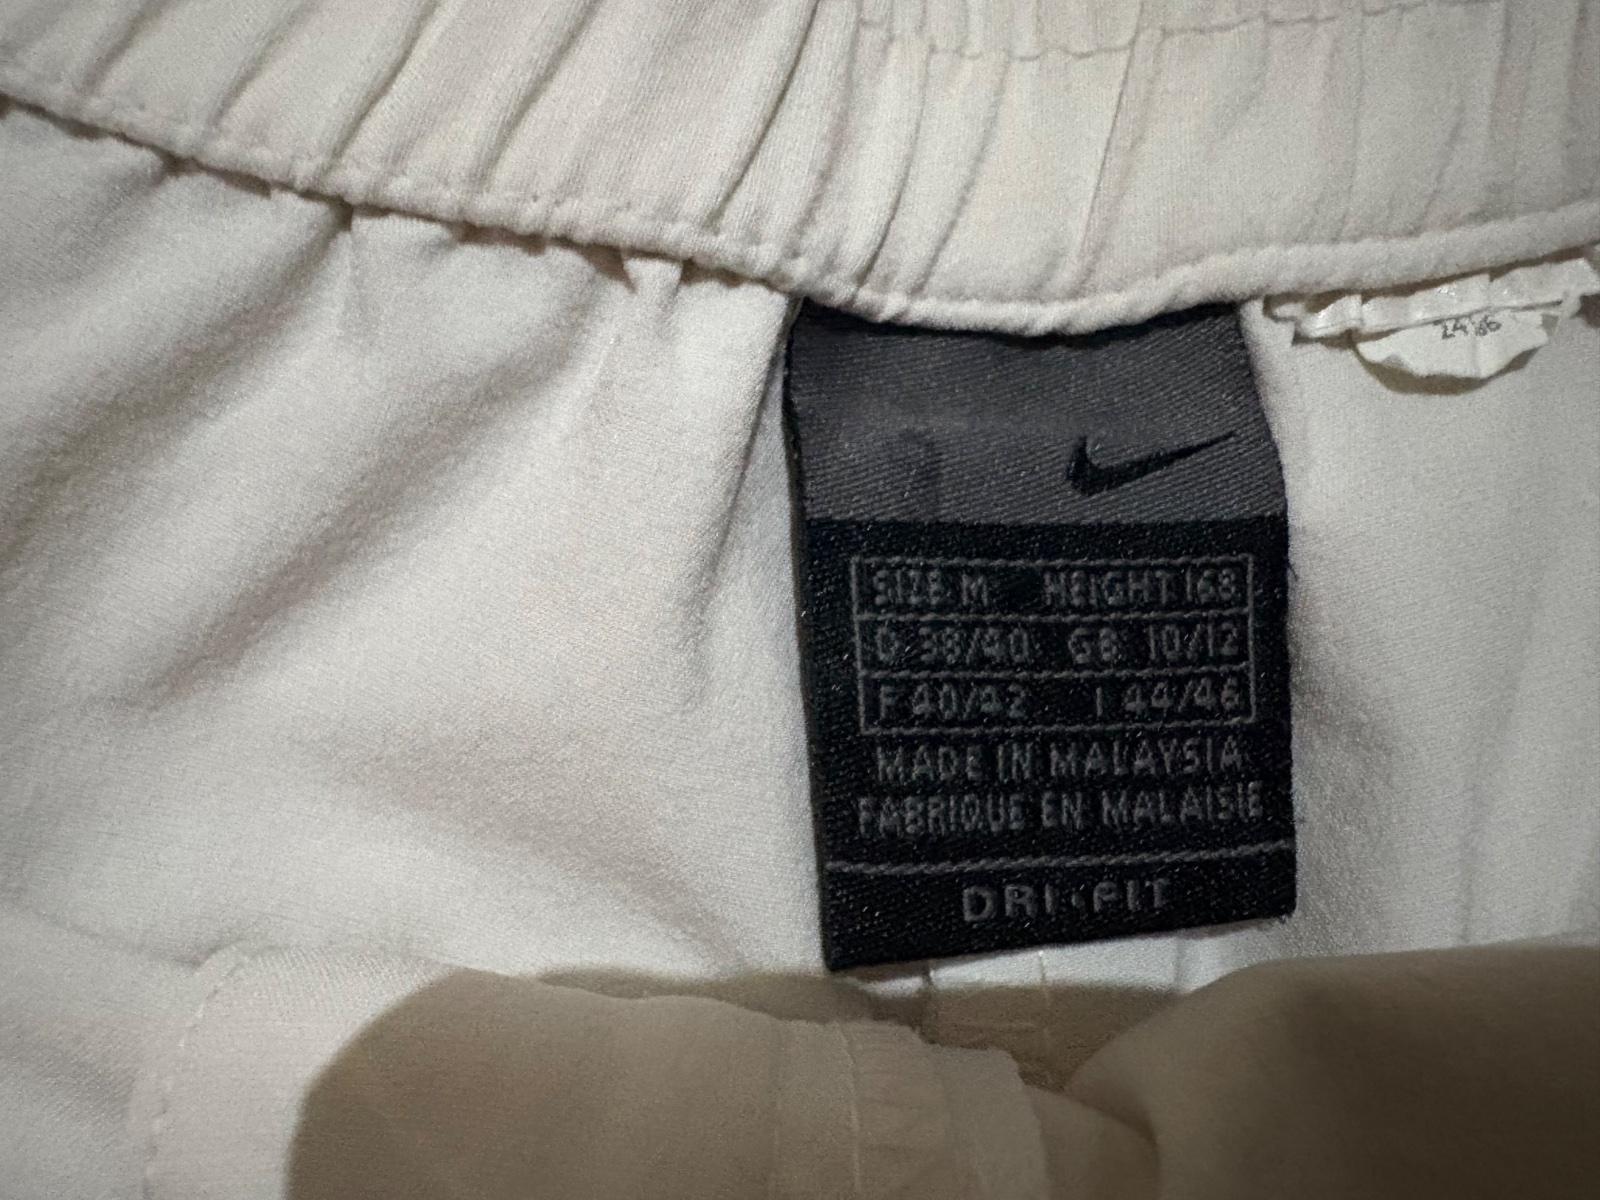 SIZE M HEIGHT 168
D 38/40 GB 10/12
F 40/42 I 44/46
MADE IN MALAYSIA
FABRIQUE EN MALAISIE
DRI-FIT